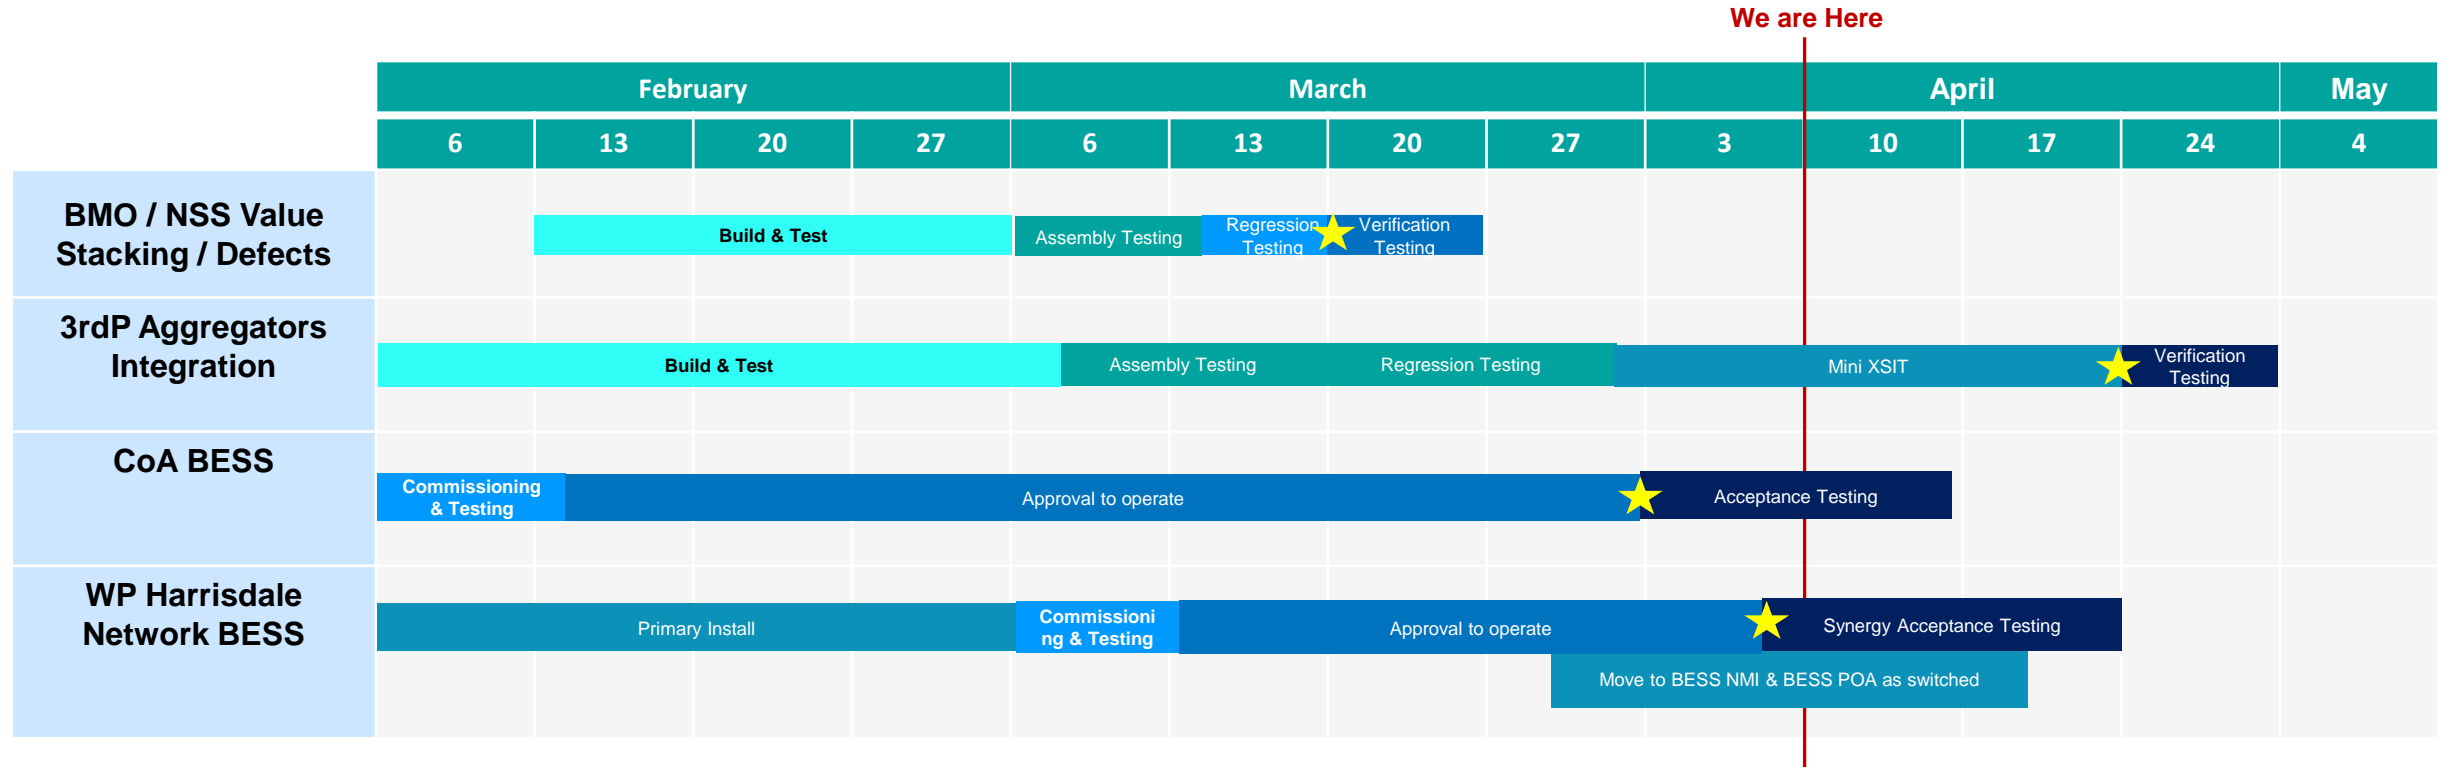 We are Here
February March April May
6 13 20 27 6 13 20 27 3 10 17 24 4
BMO / NSS Value
Stacking / Defects
Build & Test
Assembly Testing
Regression
Testing
Verification
Testing
3rdP Aggregators
Integration
Build & Test
Assembly Testing
Regression Testing
Mini XSIT
Verification
Testing
CoA BESS
Commissioning
& Testing
Approval to operate
Acceptance Testing
WP Harrisdale
Network BESS
Primary Install
Commissioni
ng & Testing
Approval to operate
Synergy Acceptance Testing
Move to BESS NMI & BESS POA as switched